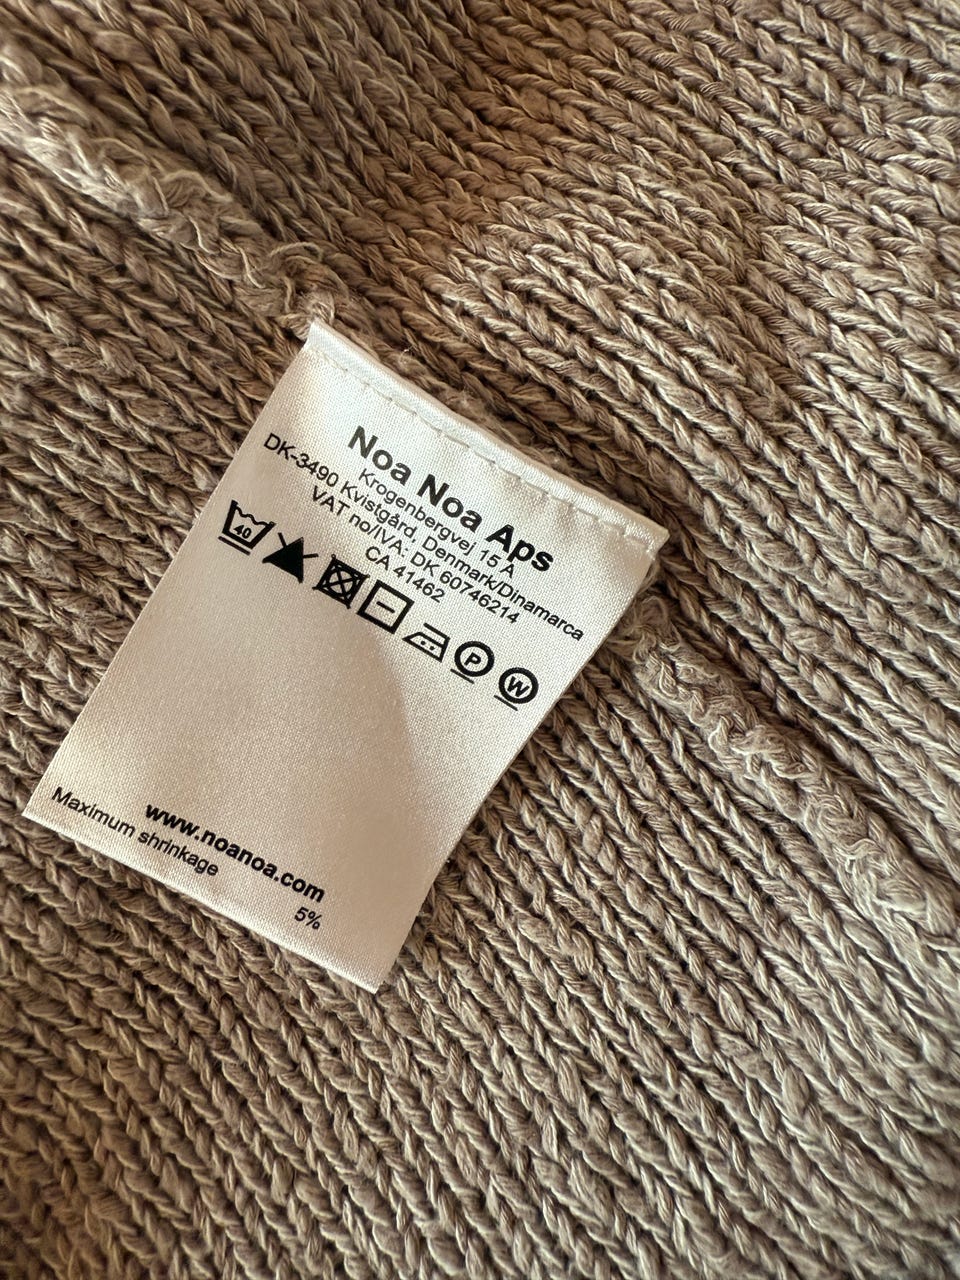 Noa Noa Aps
Krogenbergvej 15 A
DK-3490 Kvistgård, Denmark/Dinamarca
VAT no/IVA: DK 60746214
CA 41462
40
P
W
www.noanoa.com
Maximum shrinkage 5%